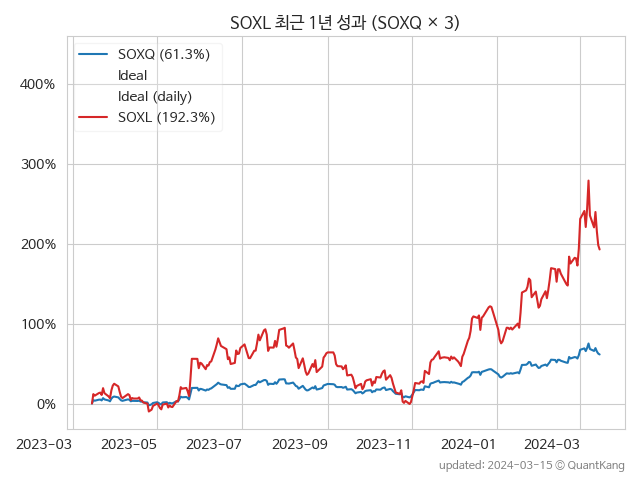 SOXL 최근 1년 성과 (SOXQ × 3)
SOXQ (61.3%)
Ideal
Ideal (daily)
SOXL (192.3%)
400%
300%
200%
100%
0%
2023-03 2023-05 2023-07 2023-09 2023-11 2024-01 2024-03
updated: 2024-03-15 © QuantKang